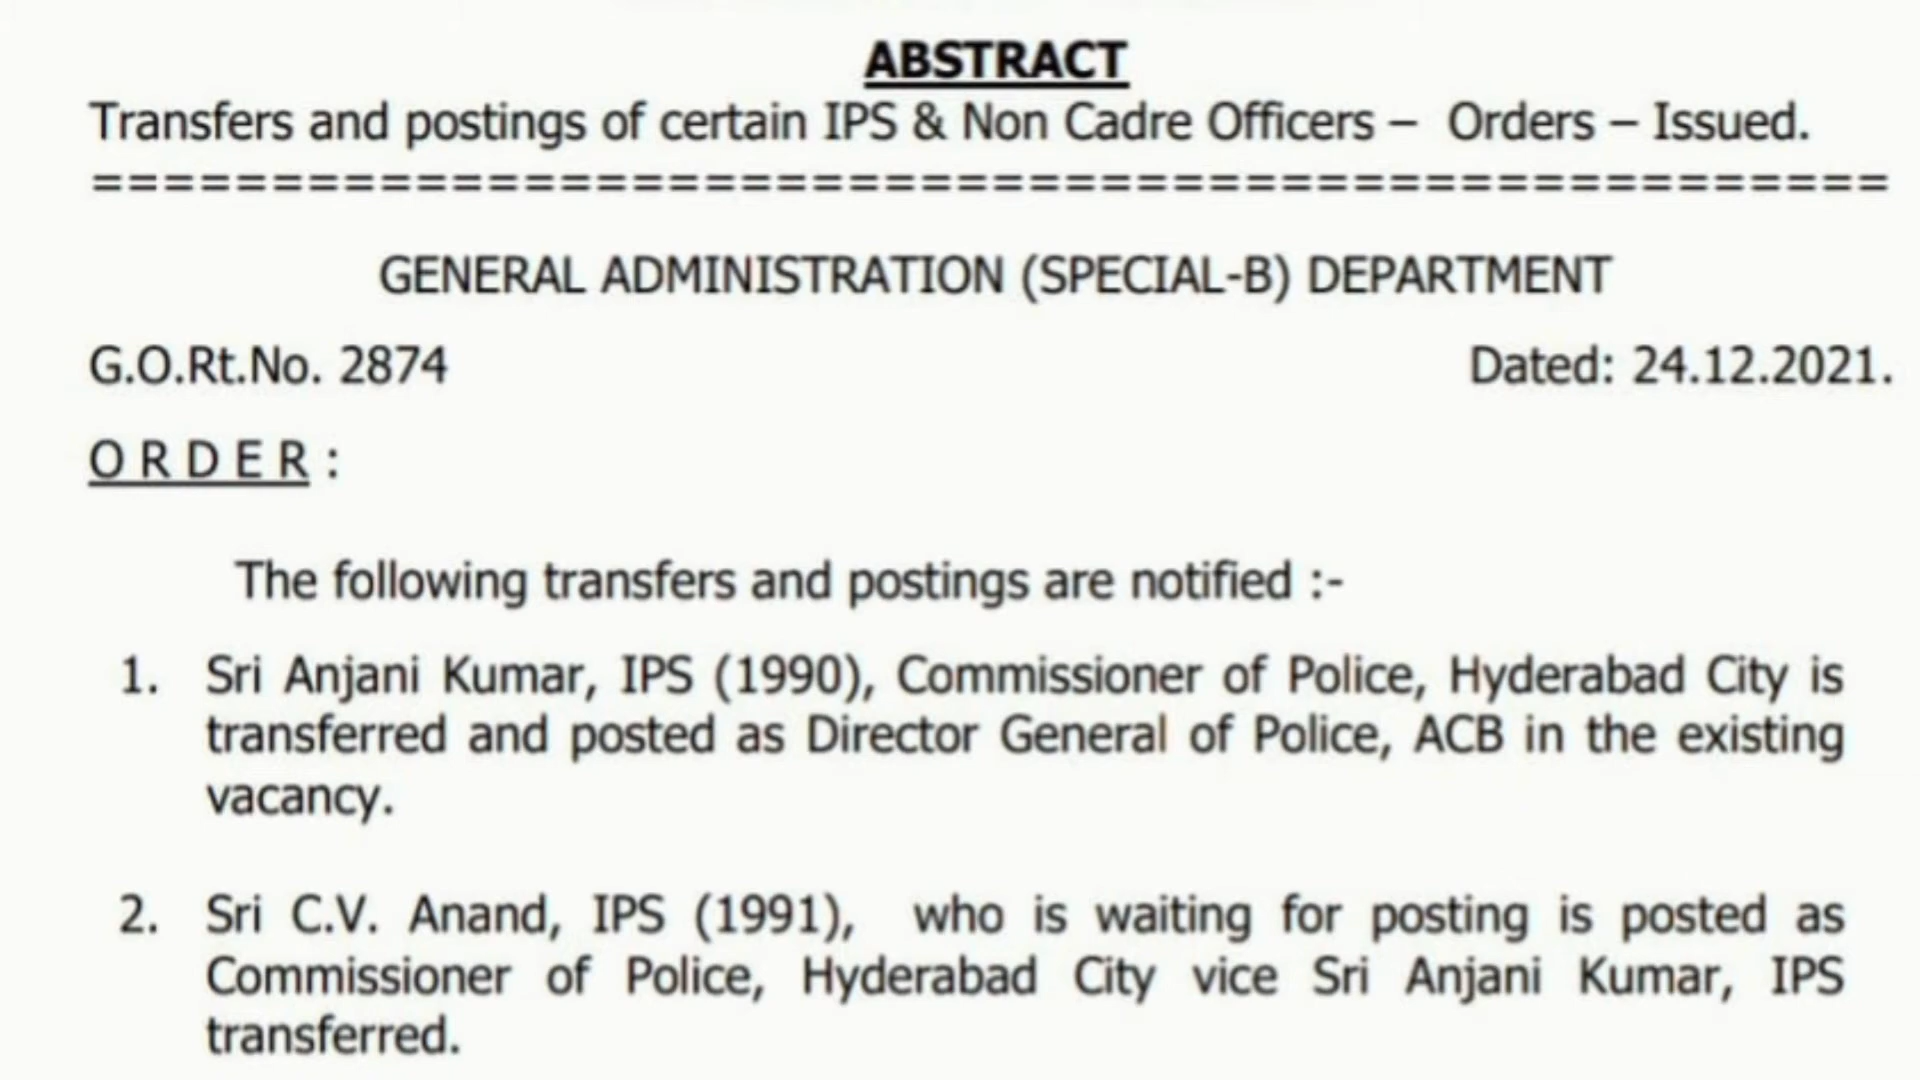 ABSTRACT
Transfers and postings of certain IPS & Non Cadre Officers – Orders – Issued.
==================================================
GENERAL ADMINISTRATION (SPECIAL-B) DEPARTMENT
G.O.Rt.No. 2874 Dated: 24.12.2021.
O R D E R :
The following transfers and postings are notified :-
1. Sri Anjani Kumar, IPS (1990), Commissioner of Police, Hyderabad City is
transferred and posted as Director General of Police, ACB in the existing
vacancy.
2. Sri C.V. Anand, IPS (1991), who is waiting for posting is posted as
Commissioner of Police, Hyderabad City vice Sri Anjani Kumar, IPS
transferred.